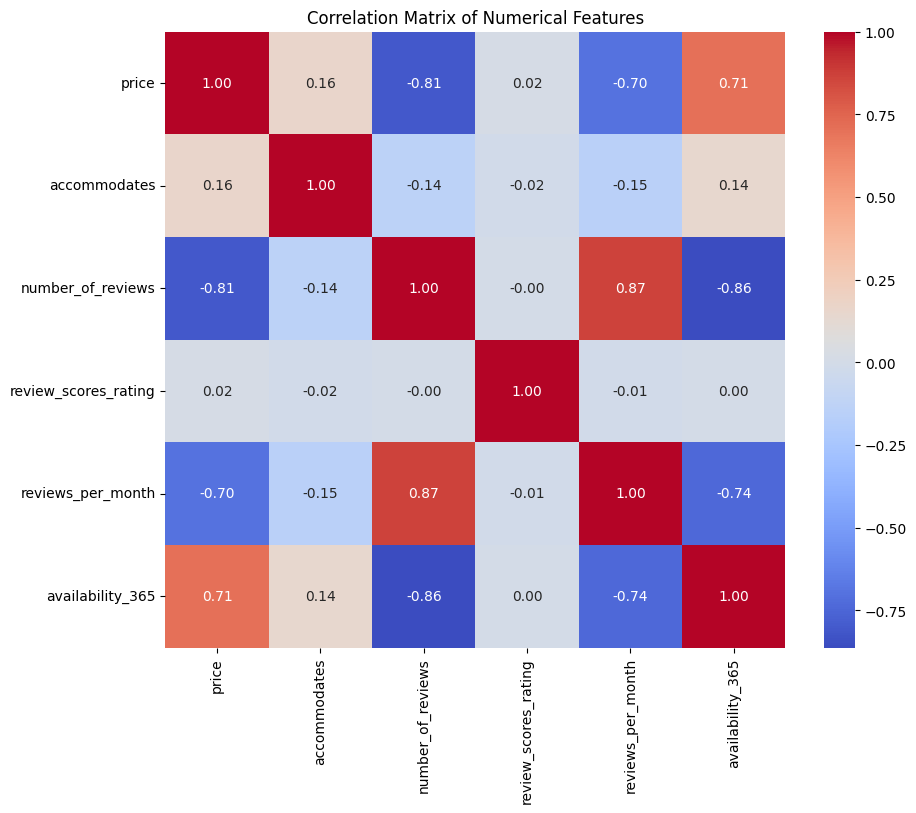 Correlation Matrix of Numerical Features
price 1.00 0.16 -0.81 0.02 -0.70 0.71
accommodates 0.16 1.00 -0.14 -0.02 -0.15 0.14
number_of_reviews -0.81 -0.14 1.00 -0.00 0.87 -0.86
review_scores_rating 0.02 -0.02 -0.00 1.00 -0.01 0.00
reviews_per_month -0.70 -0.15 0.87 -0.01 1.00 -0.74
availability_365 0.71 0.14 -0.86 0.00 -0.74 1.00
price
accommodates
number_of_reviews
review_scores_rating
reviews_per_month
availability_365
1.00
0.75
0.50
0.25
0.00
−0.25
−0.50
−0.75